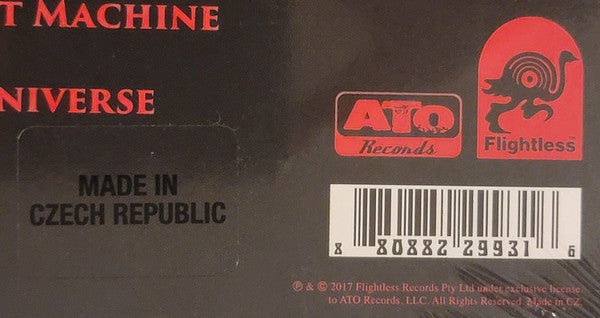 T MACHINE
NIVERSE
MADE IN
CZECH REPUBLIC
ATO
Records
Flightless™
8 80882 29931 6
℗ & © 2017 Flightless Records Pty Ltd under exclusive license
to ATO Records, LLC. All Rights Reserved. Made in CZ